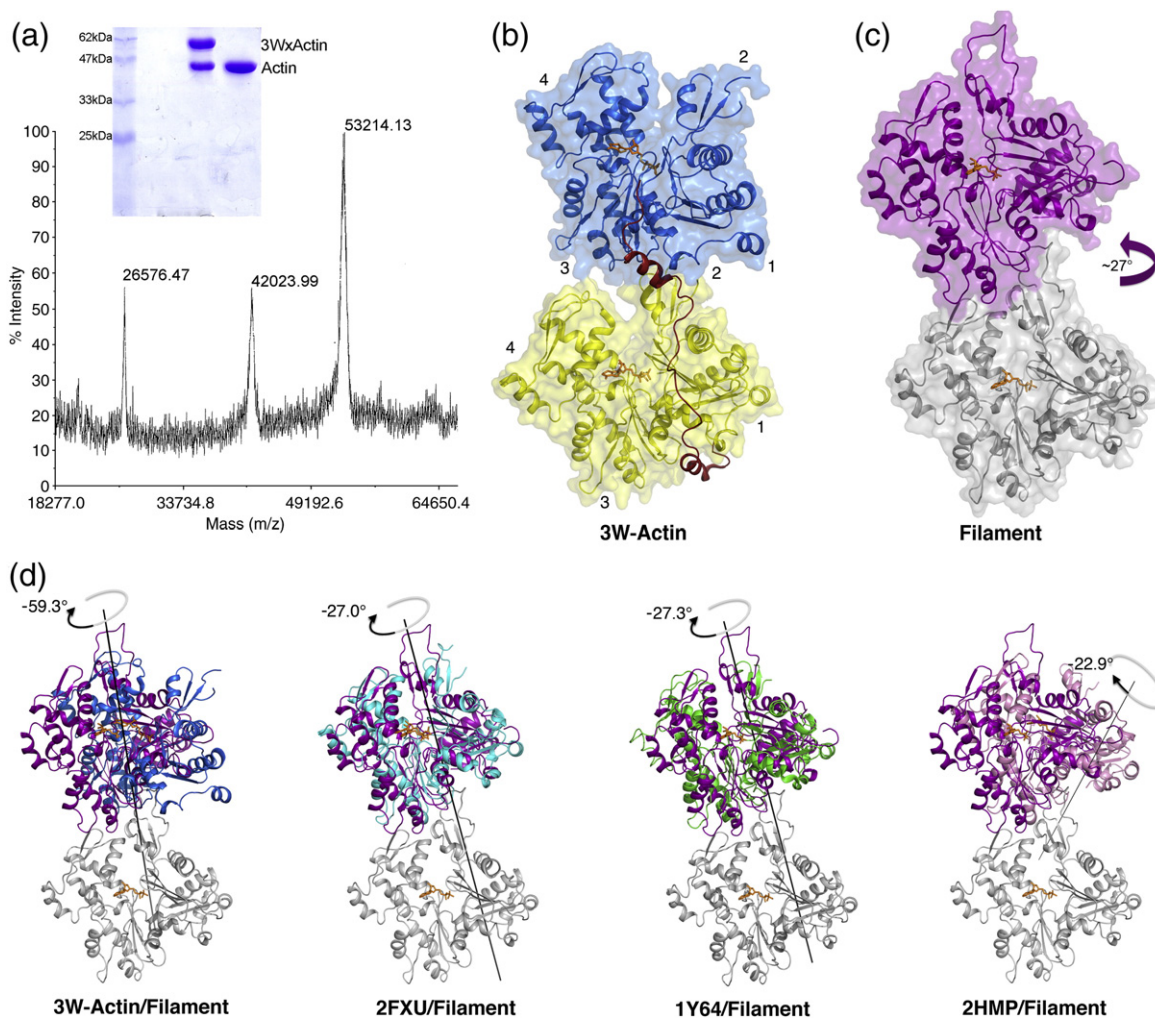 (a)
62kDa
47kDa
33kDa
25kDa
3WxActin
Actin
% Intensity
100
90
80
70
60
50
40
30
20
10
0
26576.47
42023.99
53214.13
18277.0 33734.8 49192.6 64650.4
Mass (m/z)
(b)
4
2
3
2
1
4
1
3
3W-Actin
(c)
~27°
Filament
(d)
-59.3°
3W-Actin/Filament
-27.0°
2FXU/Filament
-27.3°
1Y64/Filament
-22.9°
2HMP/Filament